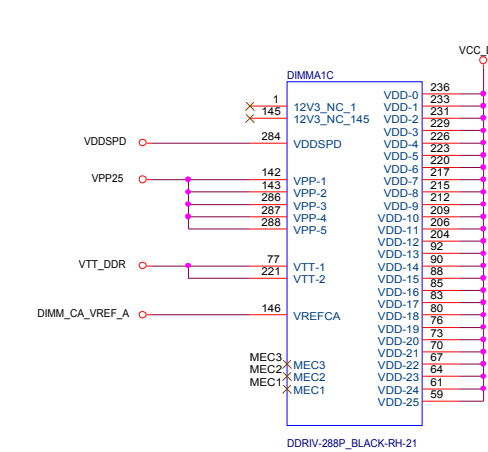 VCC_D
DIMMA1C
1 12V3_NC_1
145 12V3_NC_145
VDDSPD 284 VDDSPD
VPP25 142 VPP-1
143 VPP-2
286 VPP-3
287 VPP-4
288 VPP-5
VTT_DDR 77 VTT-1
221 VTT-2
DIMM_CA_VREF_A 146 VREFCA
MEC3 MEC3
MEC2 MEC2
MEC1 MEC1
VDD-0 236
VDD-1 233
VDD-2 231
VDD-3 229
VDD-4 226
VDD-5 223
VDD-6 220
VDD-7 217
VDD-8 215
VDD-9 212
VDD-10 209
VDD-11 206
VDD-12 204
VDD-13 92
VDD-14 90
VDD-15 88
VDD-16 85
VDD-17 83
VDD-18 80
VDD-19 76
VDD-20 73
VDD-21 70
VDD-22 67
VDD-23 64
VDD-24 61
VDD-25 59
DDRIV-288P_BLACK-RH-21